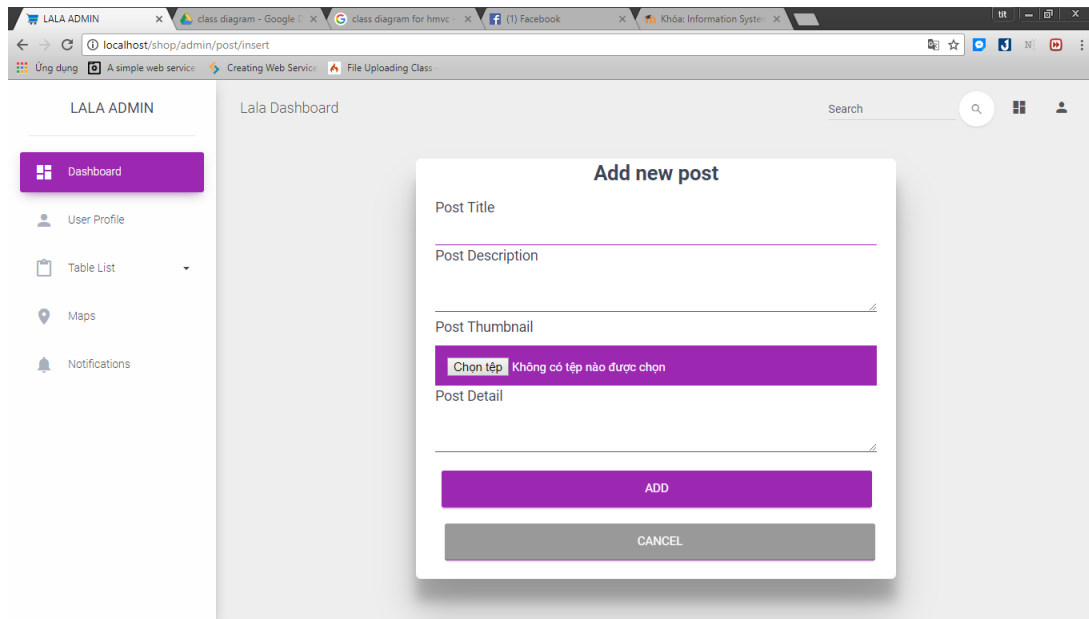 LALA ADMIN
class diagram - Google D
class diagram for hmvc -
(1) Facebook
Khóa: Information System
tit
localhost/shop/admin/post/insert
Ứng dụng
A simple web service
Creating Web Service
File Uploading Class —
LALA ADMIN
Lala Dashboard
Search
Dashboard
User Profile
Table List
Maps
Notifications
Add new post
Post Title
Post Description
Post Thumbnail
Chọn tệp Không có tệp nào được chọn
Post Detail
ADD
CANCEL